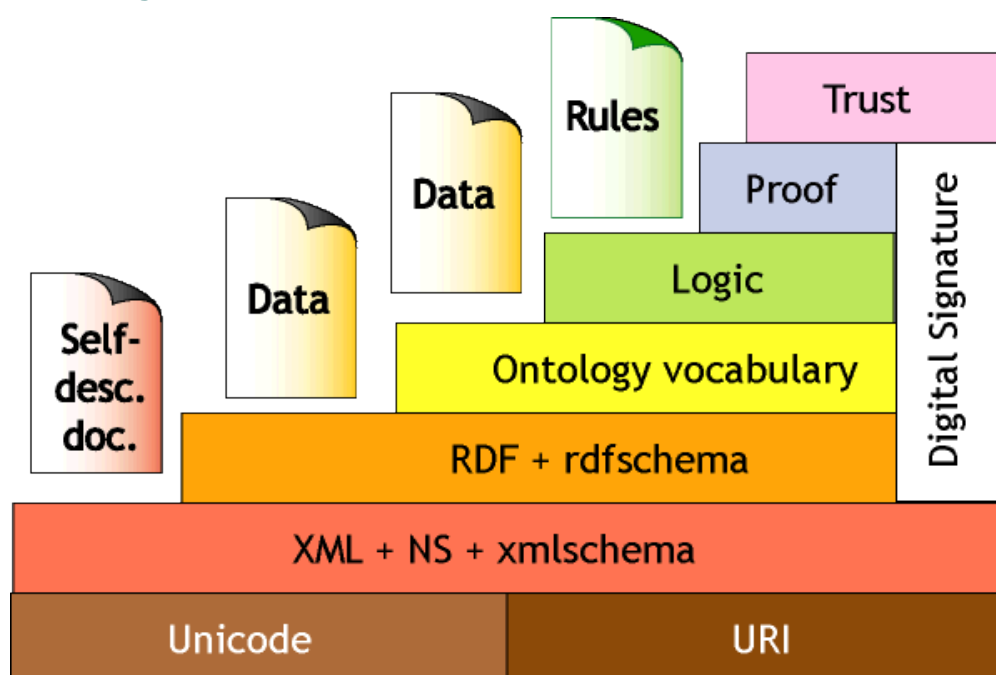 Trust
Rules
Proof
Data
Digital Signature
Logic
Data
Self-
desc.
doc.
Ontology vocabulary
RDF + rdfschema
XML + NS + xmlschema
Unicode
URI